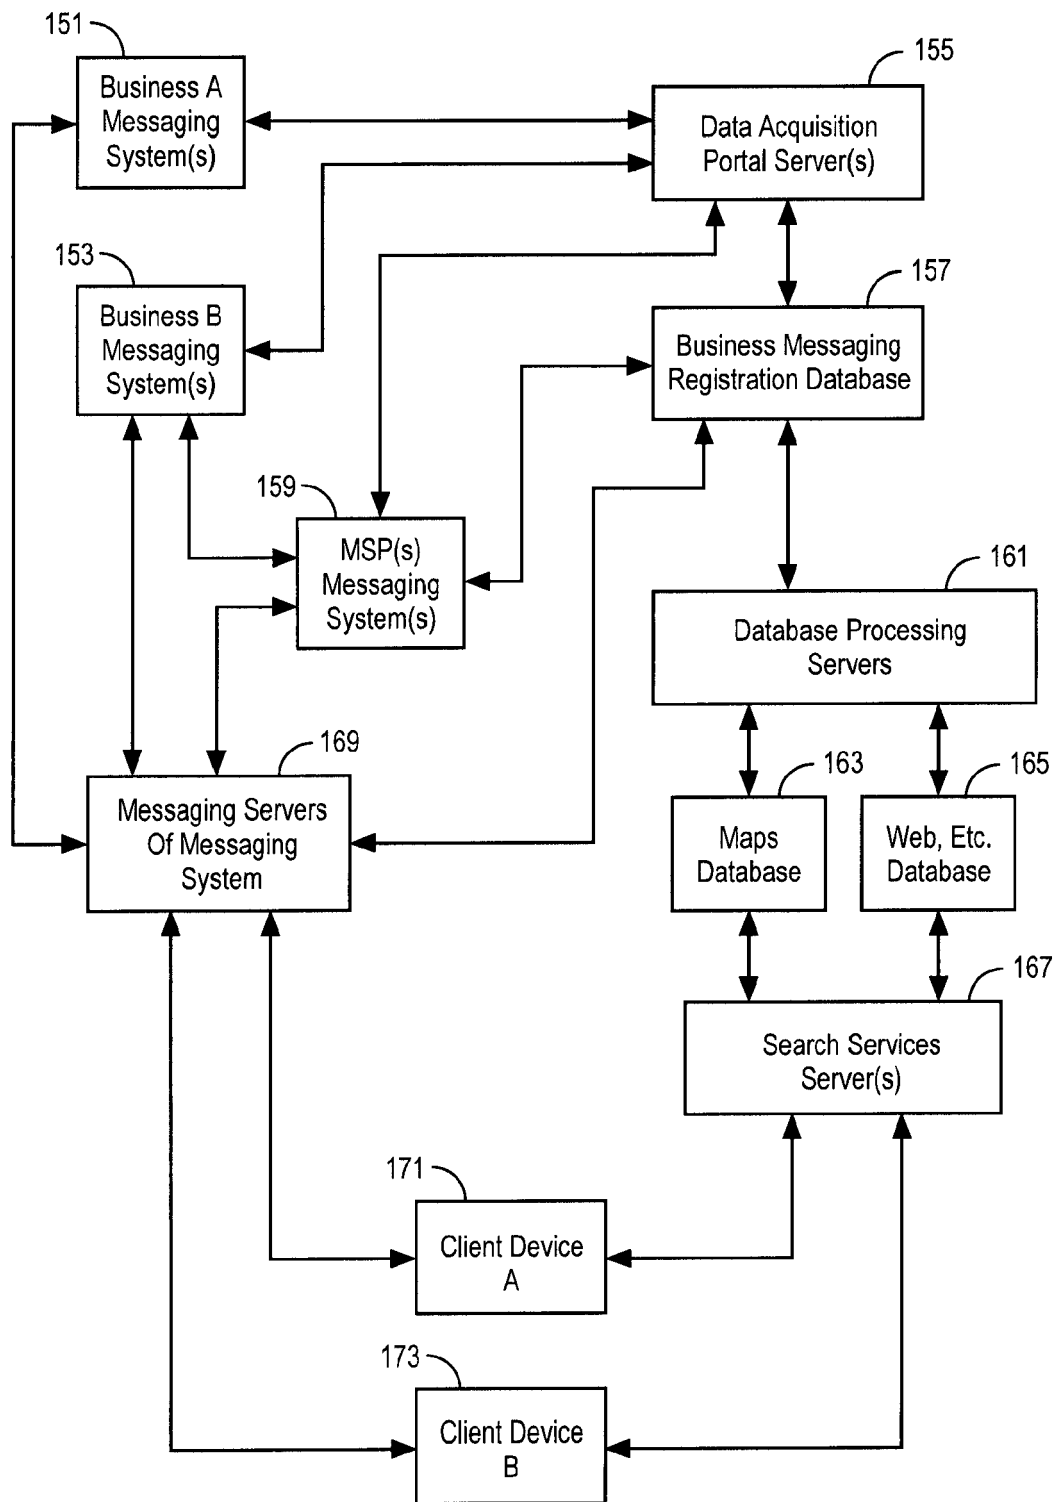 151
Business A
Messaging
System(s)
155
Data Acquisition
Portal Server(s)
153
Business B
Messaging
System(s)
157
Business Messaging
Registration Database
159
MSP(s)
Messaging
System(s)
161
Database Processing
Servers
169
Messaging Servers
Of Messaging
System
163
Maps
Database
165
Web, Etc.
Database
167
Search Services
Server(s)
171
Client Device
A
173
Client Device
B